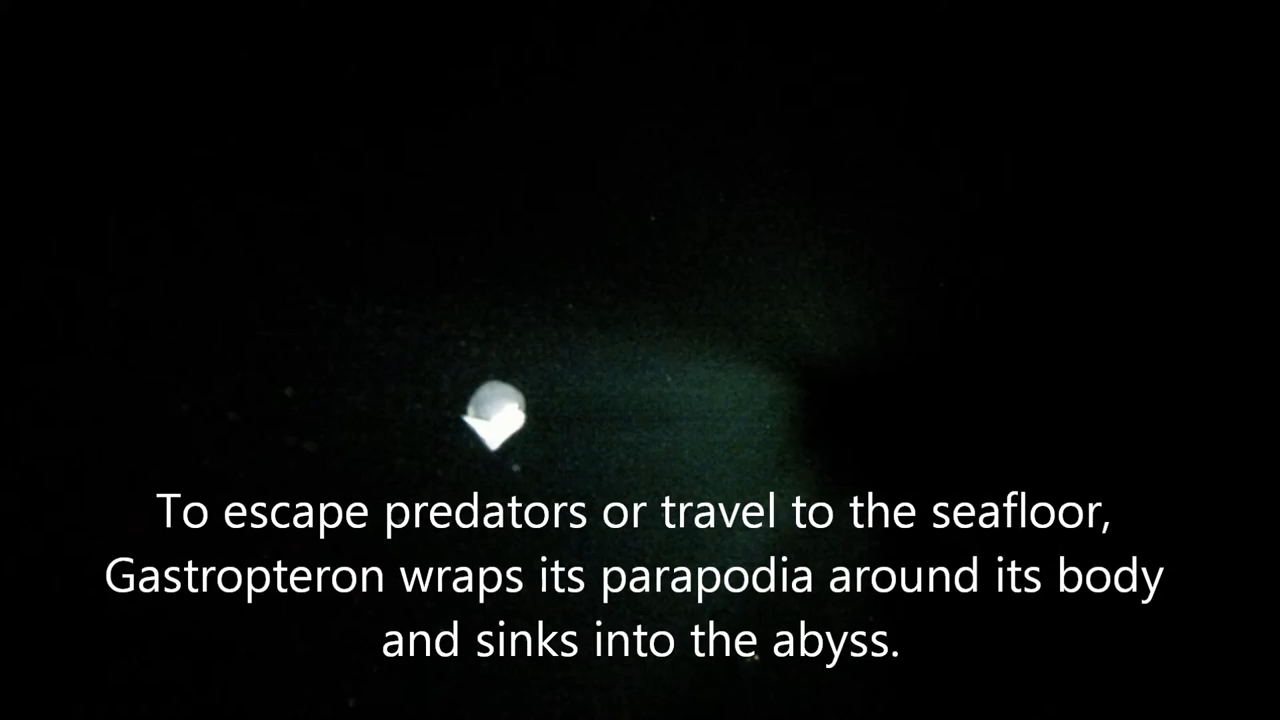 To escape predators or travel to the seafloor,
Gastropteron wraps its parapodia around its body
and sinks into the abyss.